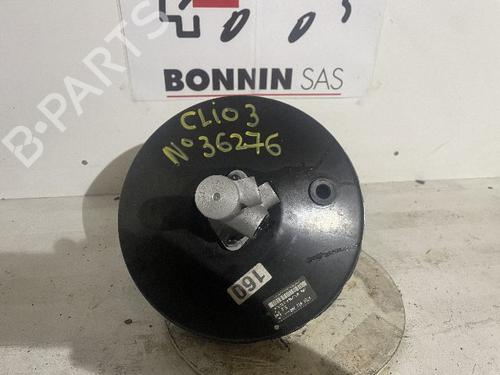 BONNIN SAS
B-PARTS
CLIO 3
N° 36276
160